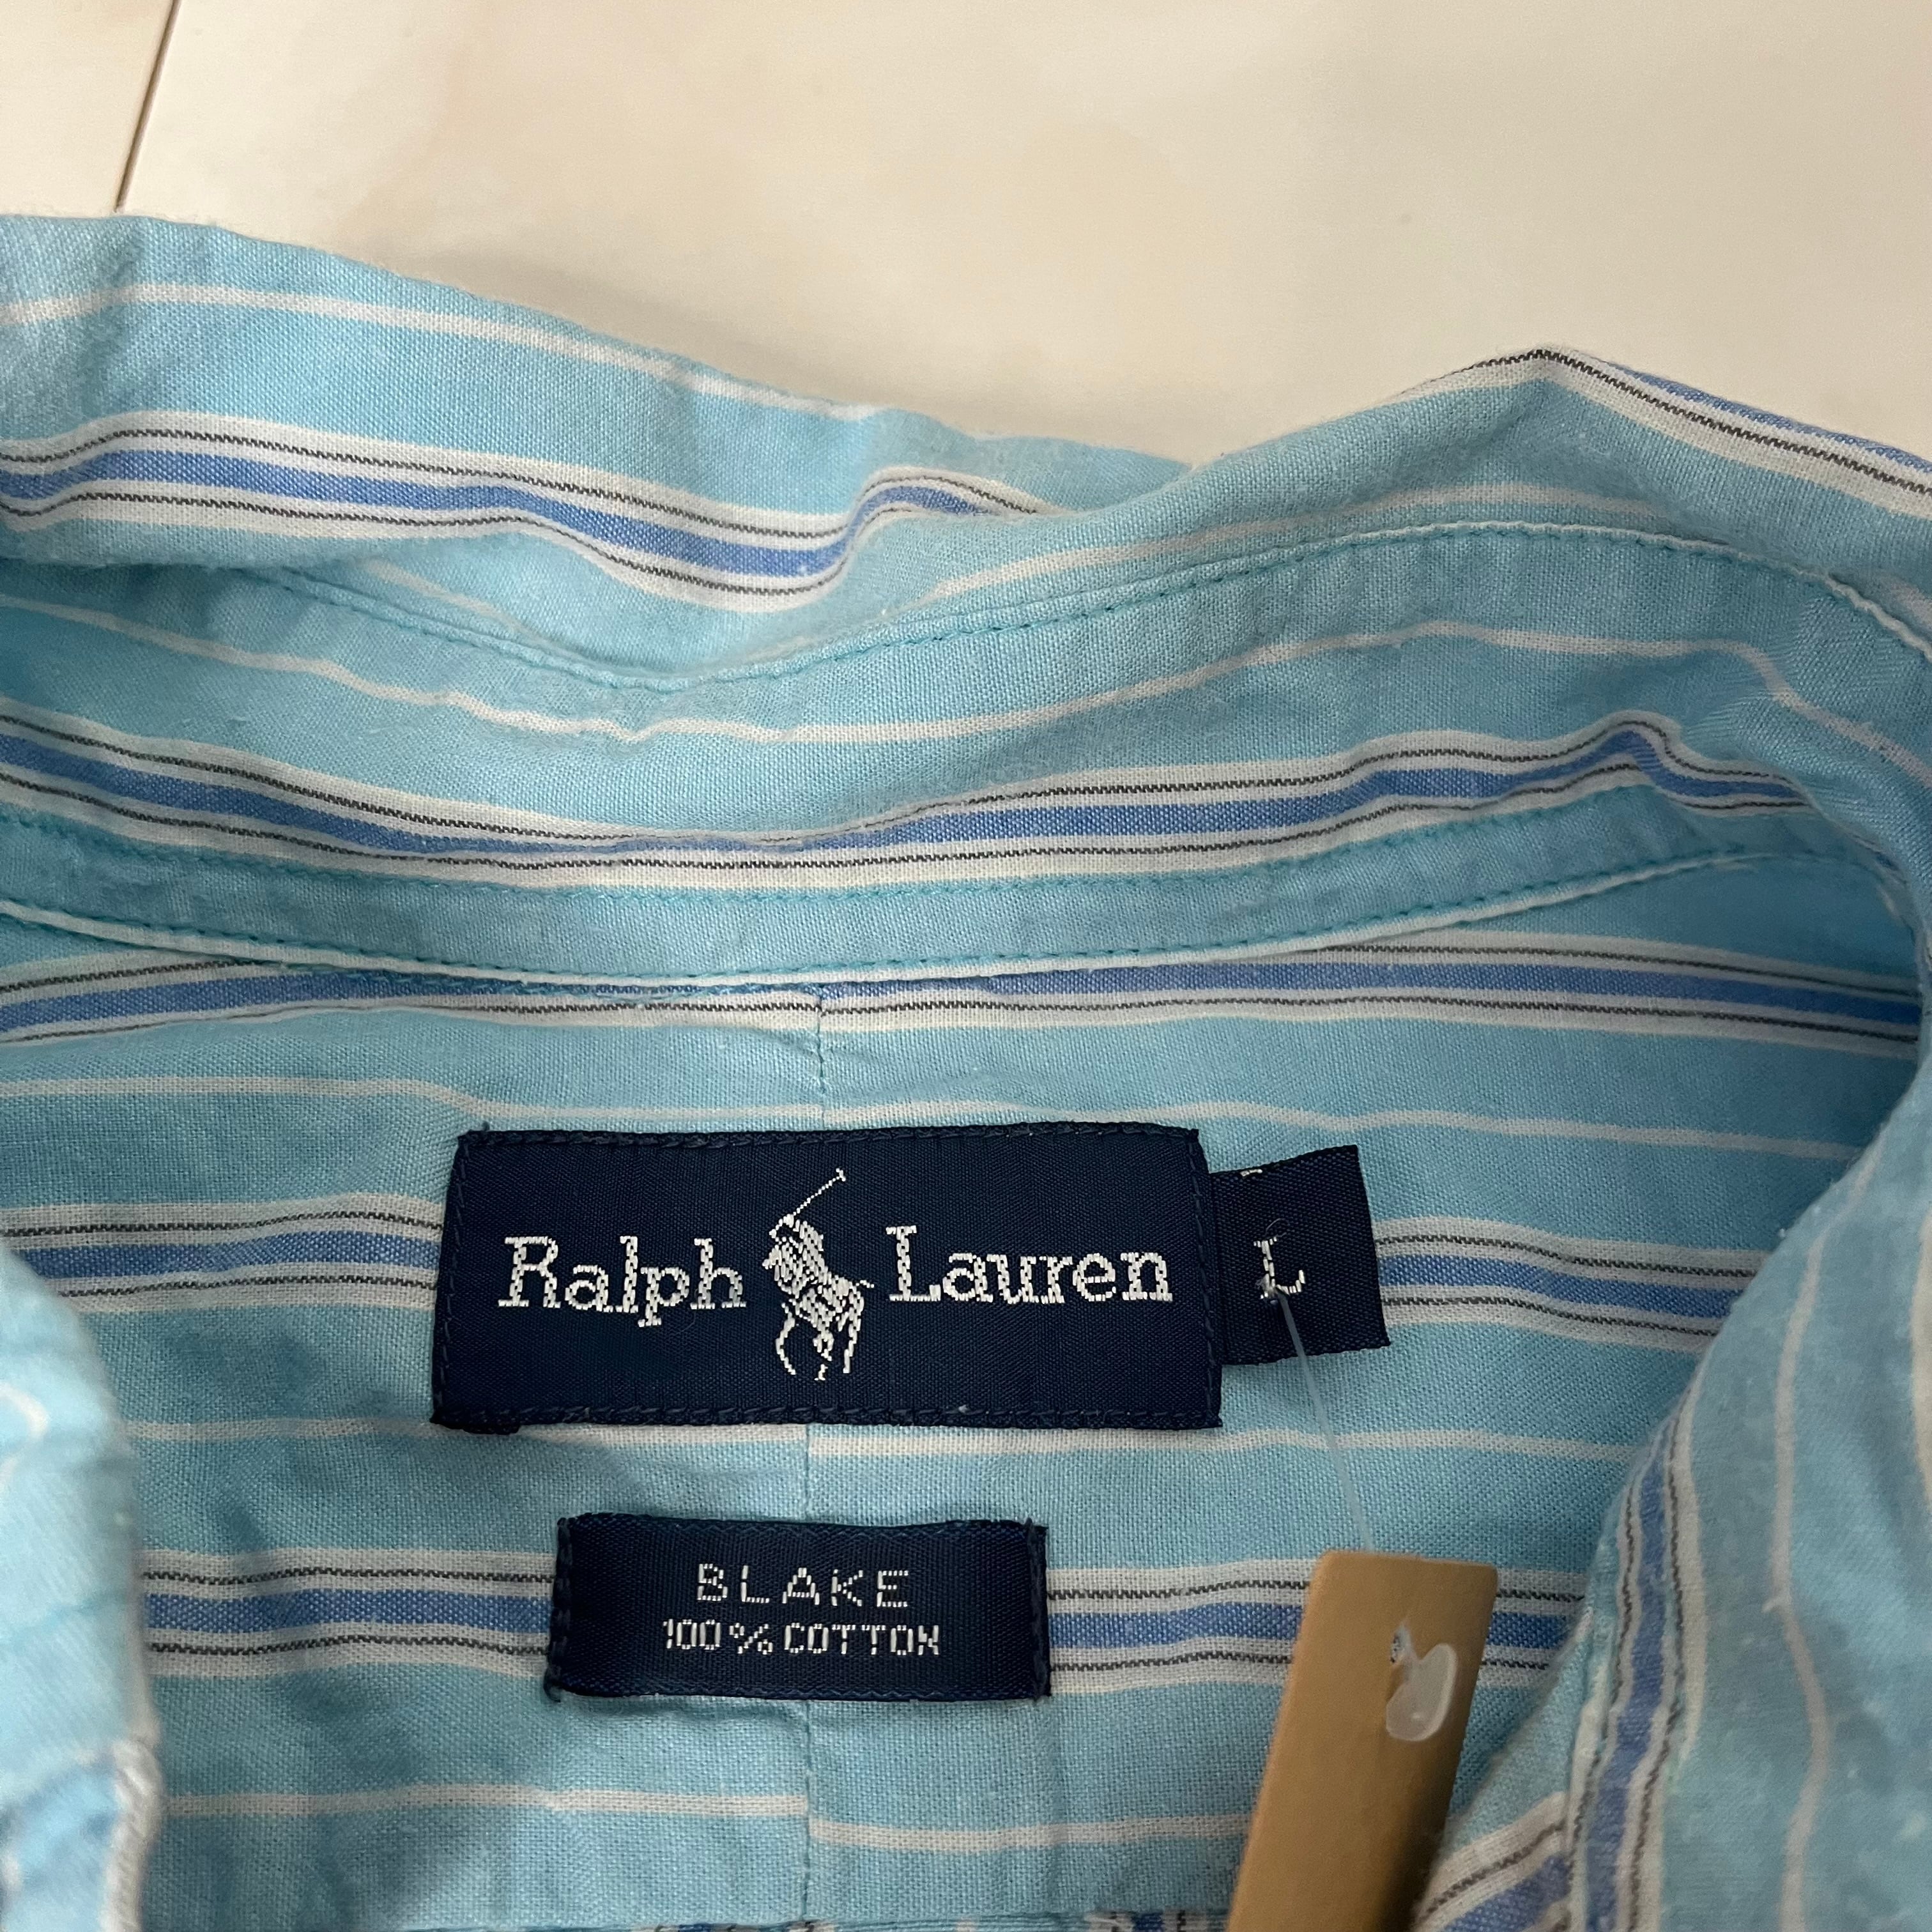 Ralph Lauren
L
BLAKE
100% COTTON